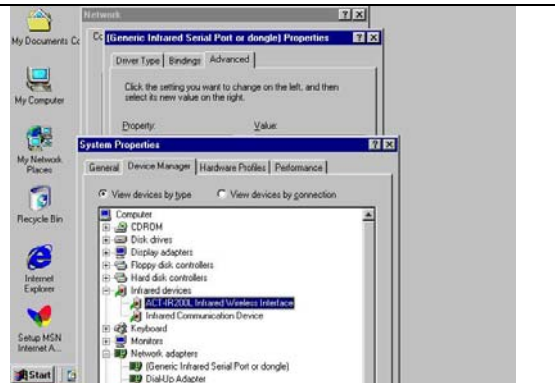 Network
My Documents
Cc
(Generic Infrared Serial Port or dongle) Properties
Driver Type
Bindings
Advanced
Click the setting you want to change on the left, and then
select its new value on the right.
Property:
Value:
My Computer
My Network
Places
Recycle Bin
Internet
Explorer
Setup MSN
Internet A...
Start
System Properties
General
Device Manager
Hardware Profiles
Performance
View devices by type
View devices by connection
Computer
CDROM
Disk drives
Display adapters
Floppy disk controllers
Hard disk controllers
Infrared devices
ACT-IR200L Infrared Wireless Interface
Infrared Communication Device
Keyboard
Monitors
Network adapters
(Generic Infrared Serial Port or dongle)
Dial-Up Adapter